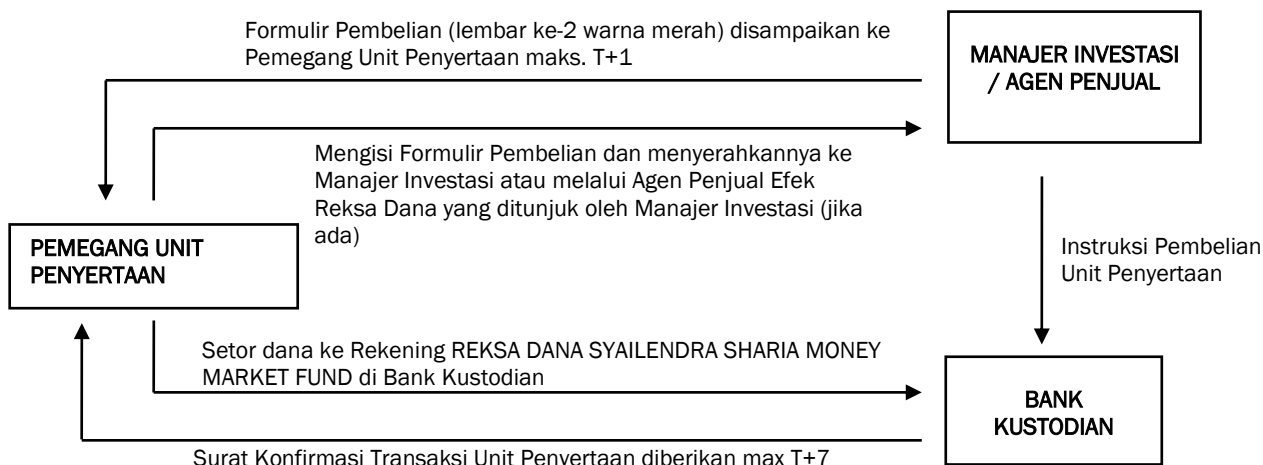 Formulir Pembelian (lembar ke-2 warna merah) disampaikan ke
Pemegang Unit Penyertaan maks. T+1
MANAJER INVESTASI
/ AGEN PENJUAL
Mengisi Formulir Pembelian dan menyerahkannya ke
Manajer Investasi atau melalui Agen Penjual Efek
Reksa Dana yang ditunjuk oleh Manajer Investasi (jika
ada)
PEMEGANG UNIT
PENYERTAAN
Instruksi Pembelian
Unit Penyertaan
Setor dana ke Rekening REKSA DANA SYAILENDRA SHARIA MONEY
MARKET FUND di Bank Kustodian
BANK
KUSTODIAN
Surat Konfirmasi Transaksi Unit Penyertaan diberikan max T+7